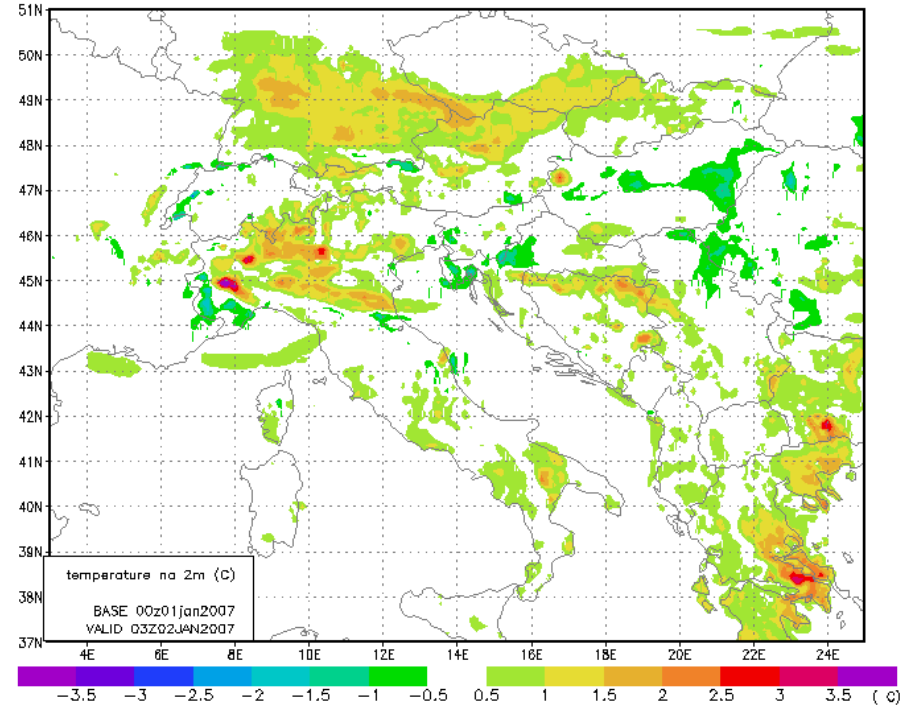 51N
50N
49N
48N
47N
46N
45N
44N
43N
42N
41N
40N
39N
38N
37N
temperature na 2m (C)
BASE 00z01jan2007
VALID 03Z02JAN2007
4E 6E 8E 10E 12E 14E 16E 18E 20E 22E 24E
−3.5 −3 −2.5 −2 −1.5 −1 −0.5 0.5 1 1.5 2 2.5 3 3.5 ( C)